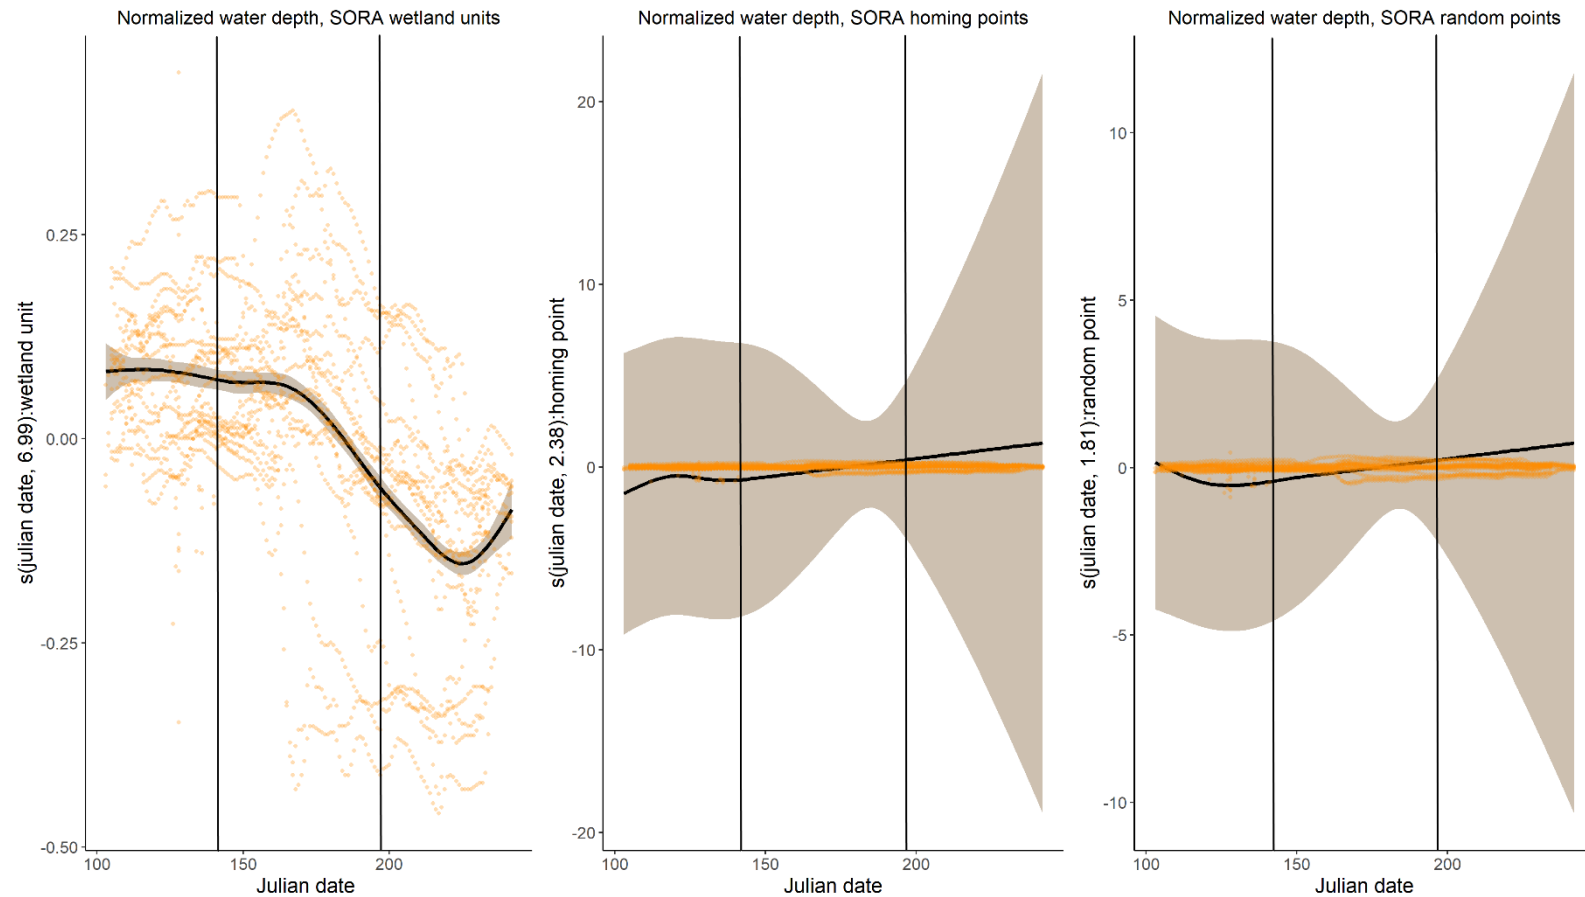 Normalized water depth, SORA wetland units
s(julian date, 6.99):wetland unit
0.25
0.00
-0.25
-0.50
100
150
200
Julian date
Normalized water depth, SORA homing points
s(julian date, 2.38):homing point
20
10
0
-10
-20
100
150
200
Julian date
Normalized water depth, SORA random points
s(julian date, 1.81):random point
10
5
0
-5
-10
100
150
200
Julian date